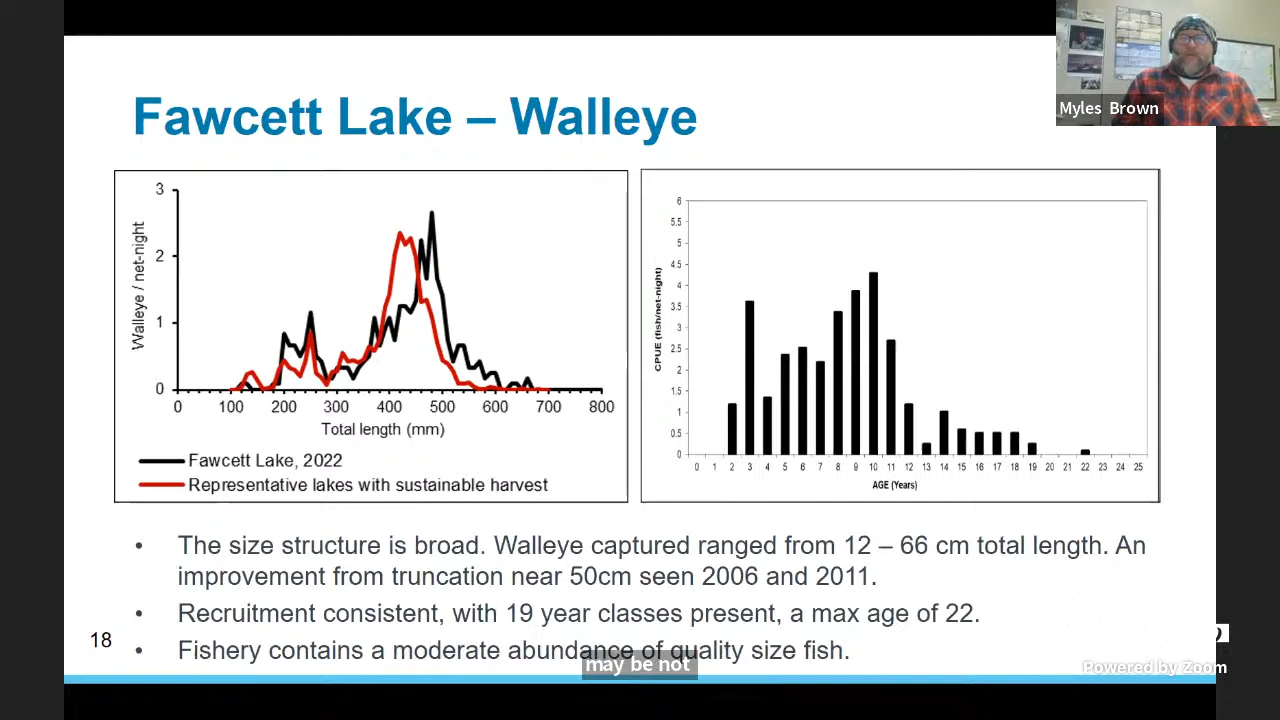 Myles Brown
Fawcett Lake – Walleye
3
2
1
0
Walleye / net-night
0 100 200 300 400 500 600 700 800
Total length (mm)
Fawcett Lake, 2022
Representative lakes with sustainable harvest
6
5.5
5
4.5
4
3.5
3
2.5
2
1.5
1
0.5
0
CPUE (fish/net-night)
0 1 2 3 4 5 6 7 8 9 10 11 12 13 14 15 16 17 18 19 20 21 22 23 24 25
AGE (Years)
• The size structure is broad. Walleye captured ranged from 12 – 66 cm total length. An
improvement from truncation near 50cm seen 2006 and 2011.
• Recruitment consistent, with 19 year classes present, a max age of 22.
18
• Fishery contains a moderate abundance of quality size fish.
may be not
Powered by Zoom